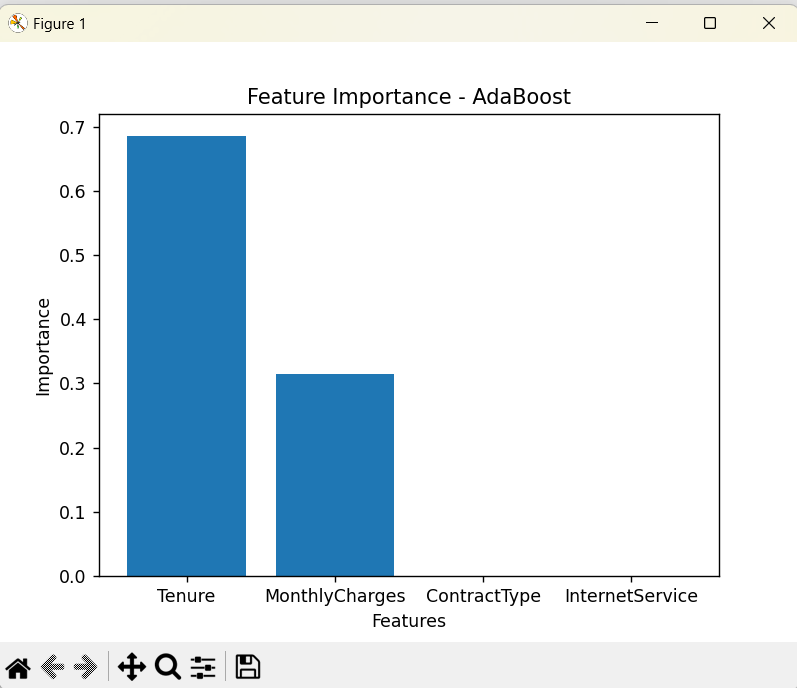 Figure 1
Feature Importance - AdaBoost
0.7
0.6
0.5
0.4
0.3
0.2
0.1
0.0
Importance
Tenure MonthlyCharges ContractType InternetService
Features